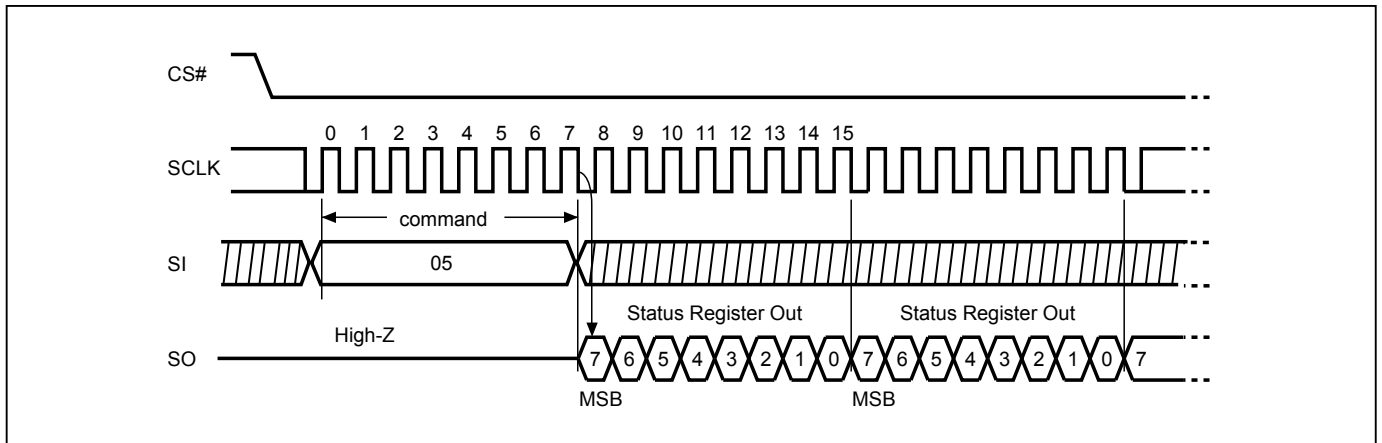 CS#
0 1 2 3 4 5 6 7 8 9 10 11 12 13 14 15
SCLK
command
SI
05
Status Register Out Status Register Out
High-Z
SO
7 6 5 4 3 2 1 0 7 6 5 4 3 2 1 0 7
MSB MSB